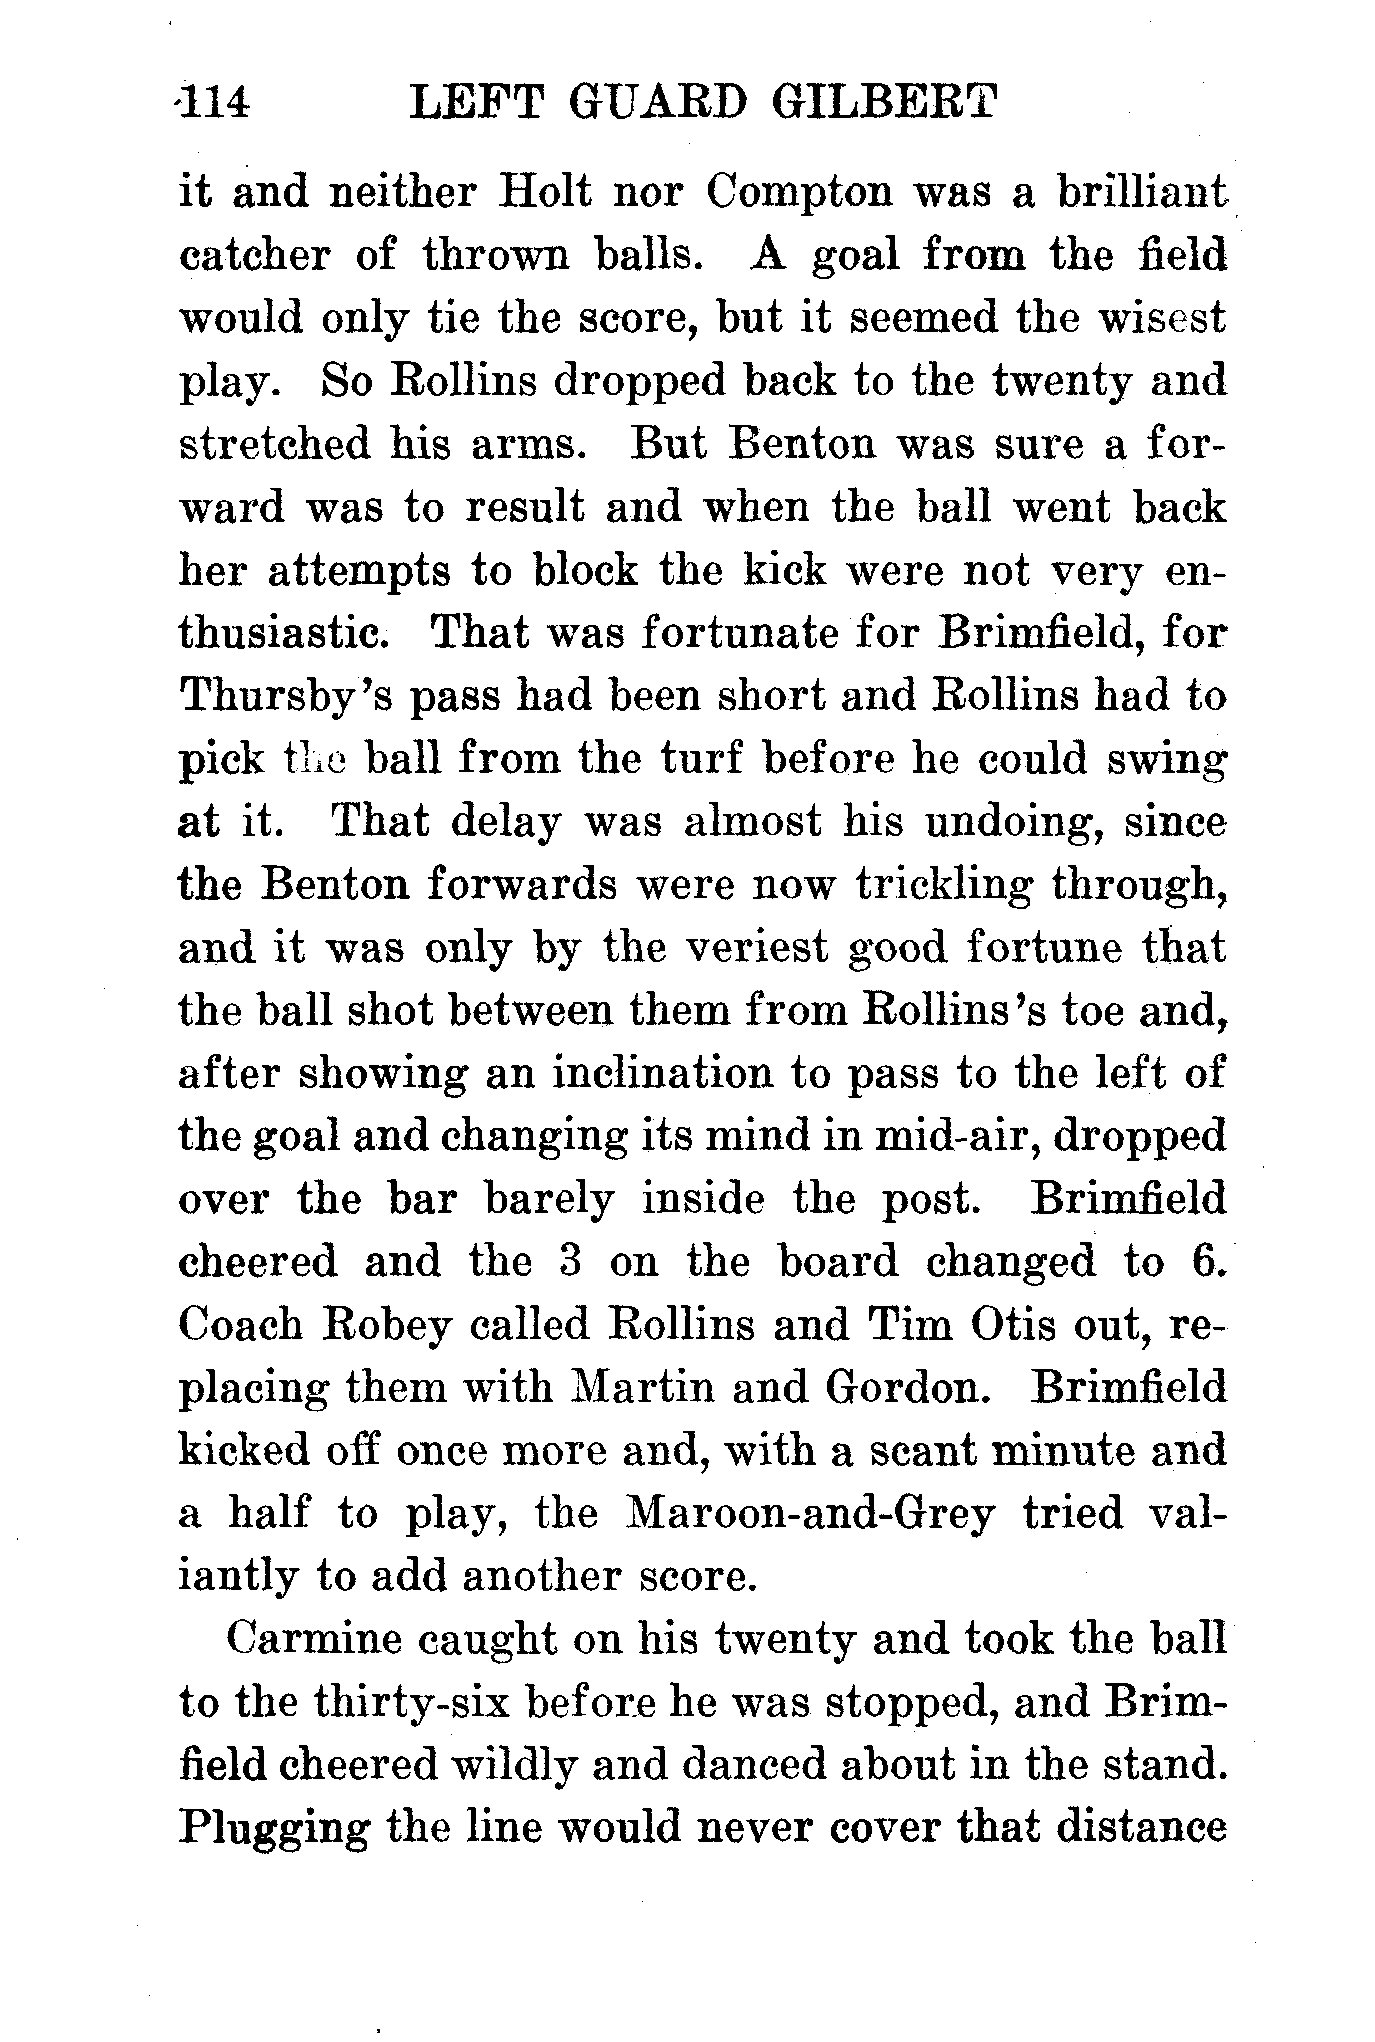 114 LEFT GUARD GILBERT
it and neither Holt nor Compton was a brilliant
catcher of thrown balls. A goal from the field
would only tie the score, but it seemed the wisest
play. So Rollins dropped back to the twenty and
stretched his arms. But Benton was sure a for-
ward was to result and when the ball went back
her attempts to block the kick were not very en-
thusiastic. That was fortunate for Brimfield, for
Thursby's pass had been short and Rollins had to
pick the ball from the turf before he could swing
at it. That delay was almost his undoing, since
the Benton forwards were now trickling through,
and it was only by the veriest good fortune that
the ball shot between them from Rollins's toe and,
after showing an inclination to pass to the left of
the goal and changing its mind in mid-air, dropped
over the bar barely inside the post. Brimfield
cheered and the 3 on the board changed to 6.
Coach Robey called Rollins and Tim Otis out, re-
placing them with Martin and Gordon. Brimfield
kicked off once more and, with a scant minute and
a half to play, the Maroon-and-Grey tried val-
iantly to add another score.
Carmine caught on his twenty and took the ball
to the thirty-six before he was stopped, and Brim-
field cheered wildly and danced about in the stand.
Plugging the line would never cover that distance